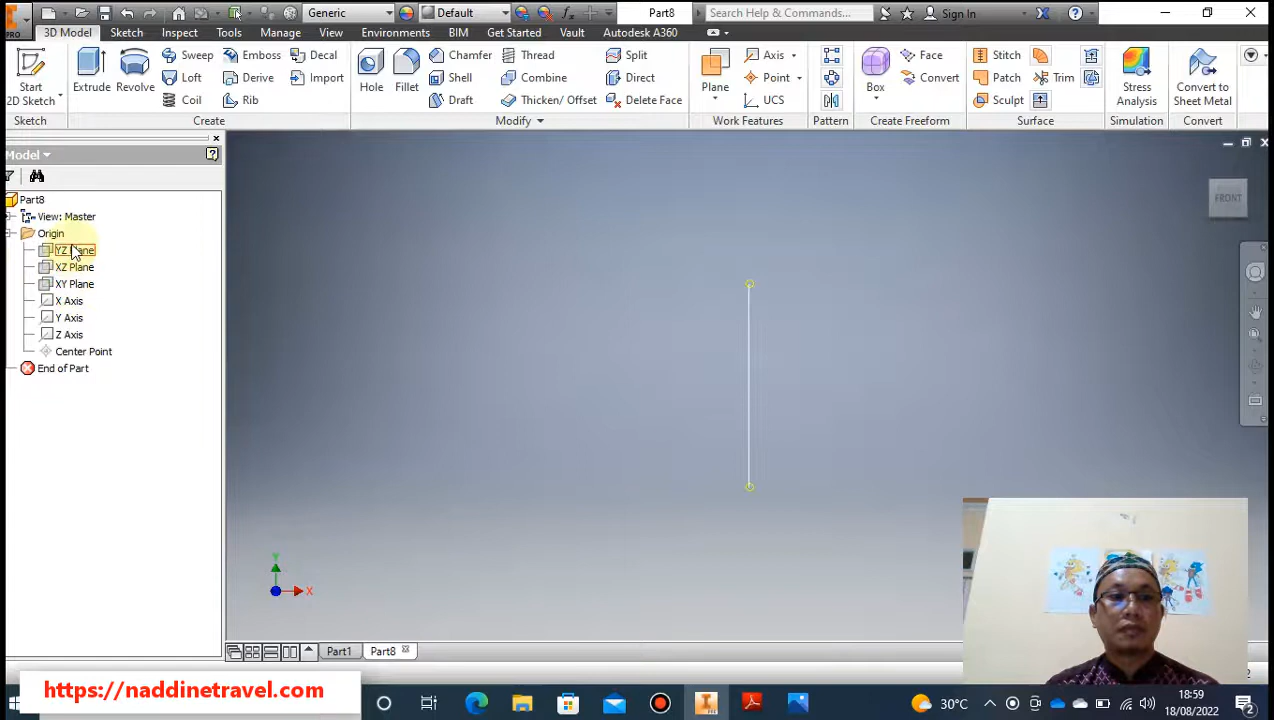 PRO
Generic
Default
Part8
Search Help & Commands...
Sign In
3D Model
Sketch
Inspect
Tools
Manage
View
Environments
BIM
Get Started
Vault
Autodesk A360
Start
2D Sketch
Extrude
Revolve
Sweep
Loft
Coil
Emboss
Derive
Rib
Decal
Import
Hole
Fillet
Chamfer
Shell
Draft
Thread
Combine
Thicken/ Offset
Split
Direct
Delete Face
Plane
Axis
Point
UCS
Box
Face
Convert
Stitch
Patch
Sculpt
Trim
Stress
Analysis
Convert to
Sheet Metal
Sketch
Create
Modify
Work Features
Pattern
Create Freeform
Surface
Simulation
Convert
Model
Part8
View: Master
Origin
YZ Plane
XZ Plane
XY Plane
X Axis
Y Axis
Z Axis
Center Point
End of Part
FRONT
Y
X
Part1
Part8
2
https://naddinetravel.com
30°C
18:59
18/08/2022
2